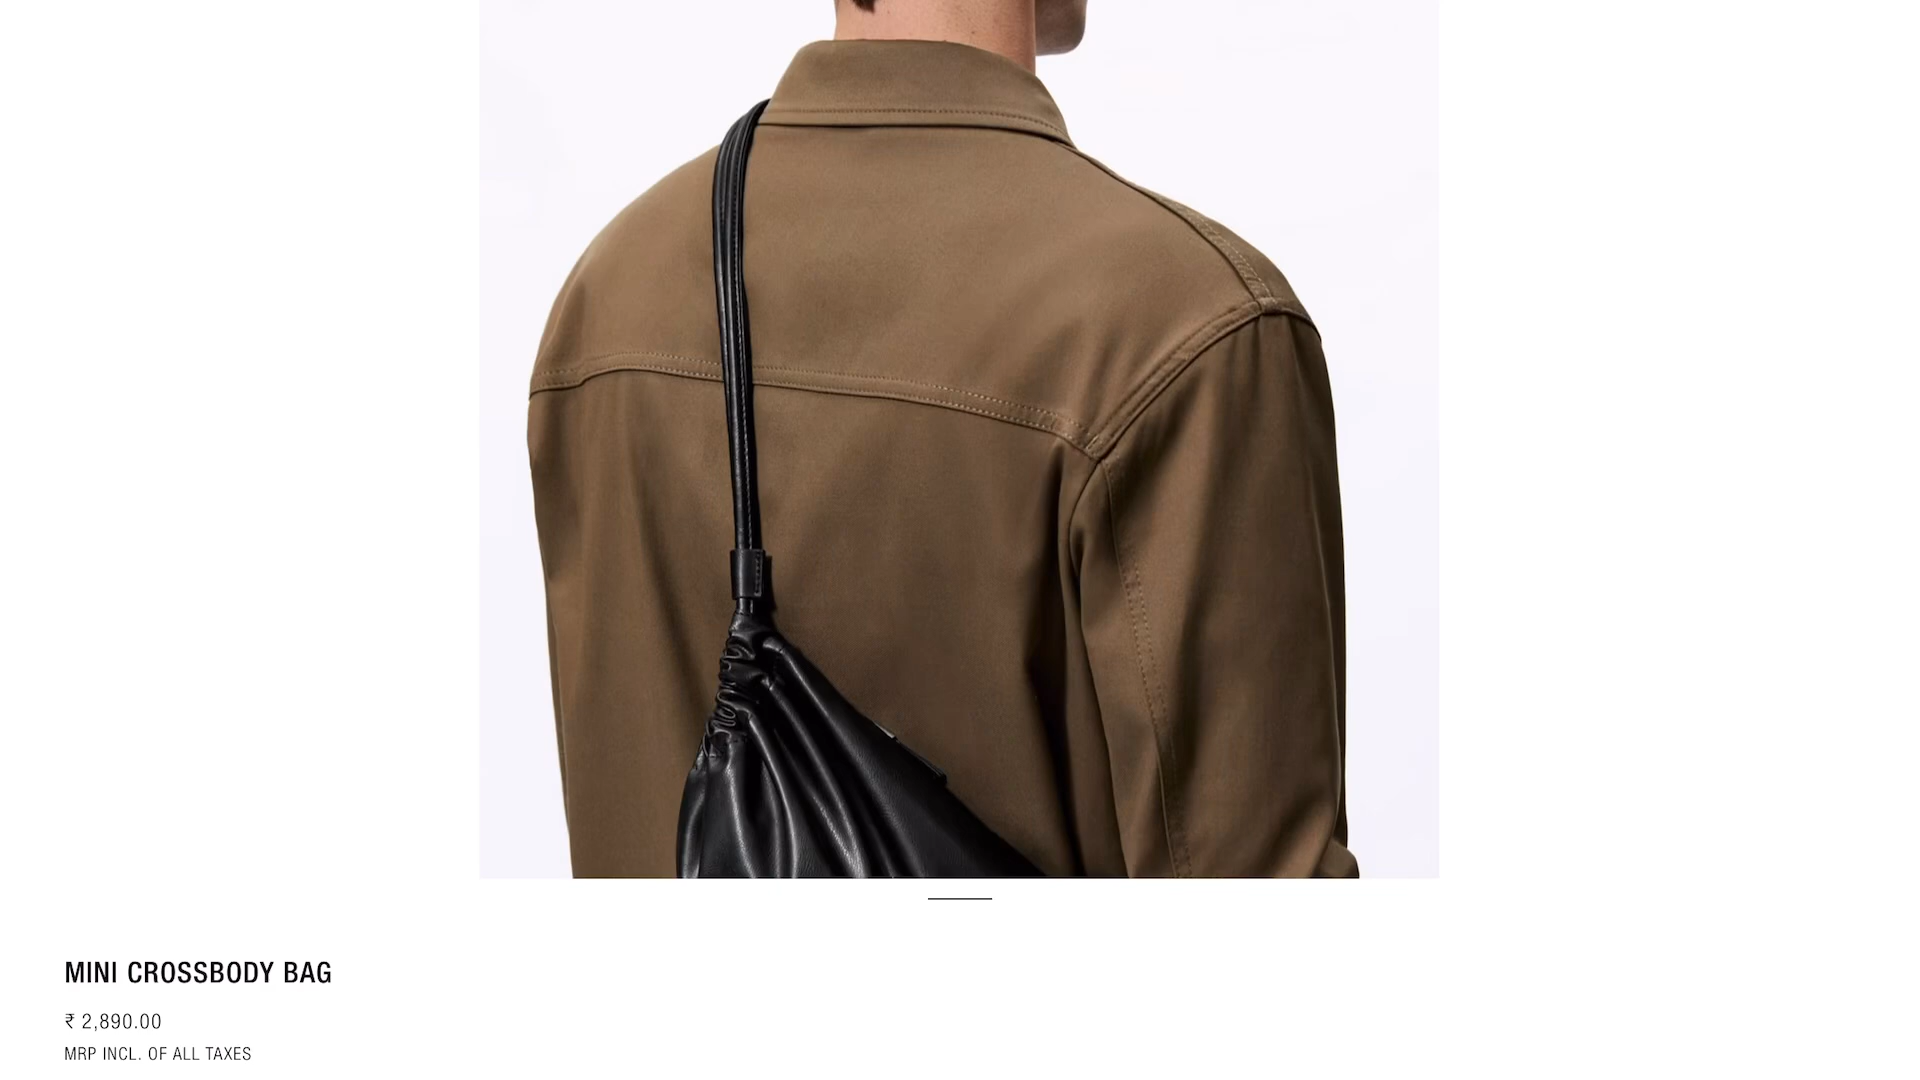 MINI CROSSBODY BAG
₹ 2,890.00
MRP INCL. OF ALL TAXES